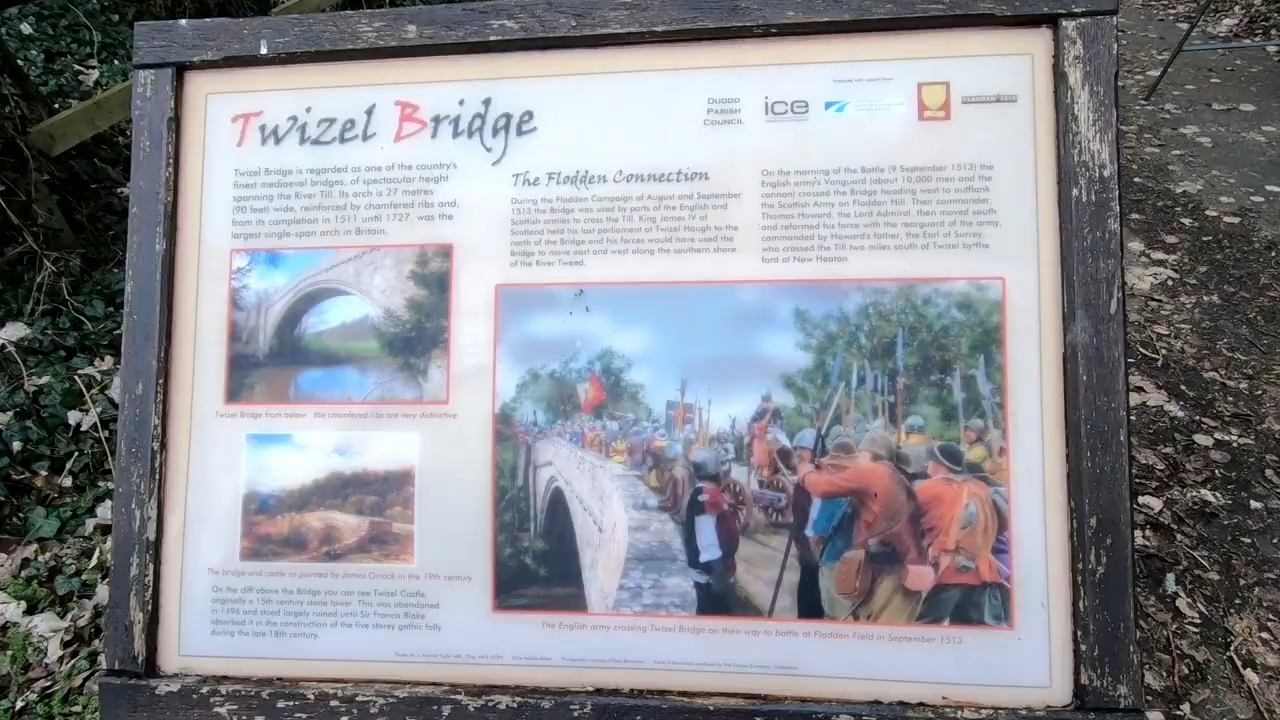 Twizel Bridge
Produced with support from
DUDDO
PARISH
COUNCIL
ice
FLODDEN 1513
Twizel Bridge is regarded as one of the country's
finest mediaeval bridges, of spectacular height
spanning the River Till. Its arch is 27 metres
(90 feet) wide, reinforced by chamfered ribs and,
from its completion in 1511 until 1727, was the
largest single-span arch in Britain.
Twizel Bridge from below the chamfered ribs are very distinctive
The bridge and castle as painted by James Orrock in the 19th century
On the cliff above the Bridge you can see Twizel Castle,
originally a 15th century stone tower. This was abandoned
in 1496 and stood largely ruined until Sir Francis Blake
absorbed it in the construction of the five storey gothic folly
during the late 18th century.
The Flodden Connection
During the Flodden Campaign of August and September
1513 the Bridge was used by parts of the English and
Scottish armies to cross the Till. King James IV of
Scotland held his last parliament at Twizel Haugh to the
north of the Bridge and his forces would have used the
Bridge to move east and west along the southern shore
of the River Tweed.
On the morning of the Battle (9 September 1513) the
English army's Vanguard (about 10,000 men and the
cannon) crossed the Bridge heading west to outflank
the Scottish Army on Flodden Hill. Their commander,
Thomas Howard, the Lord Admiral, then moved south
and reformed his force with the rearguard of the army,
commanded by Howard's father, the Earl of Surrey,
who crossed the Till two miles south of Twizel by the
ford at New Heaton.
The English army crossing Twizel Bridge on their way to battle at Flodden Field in September 1513